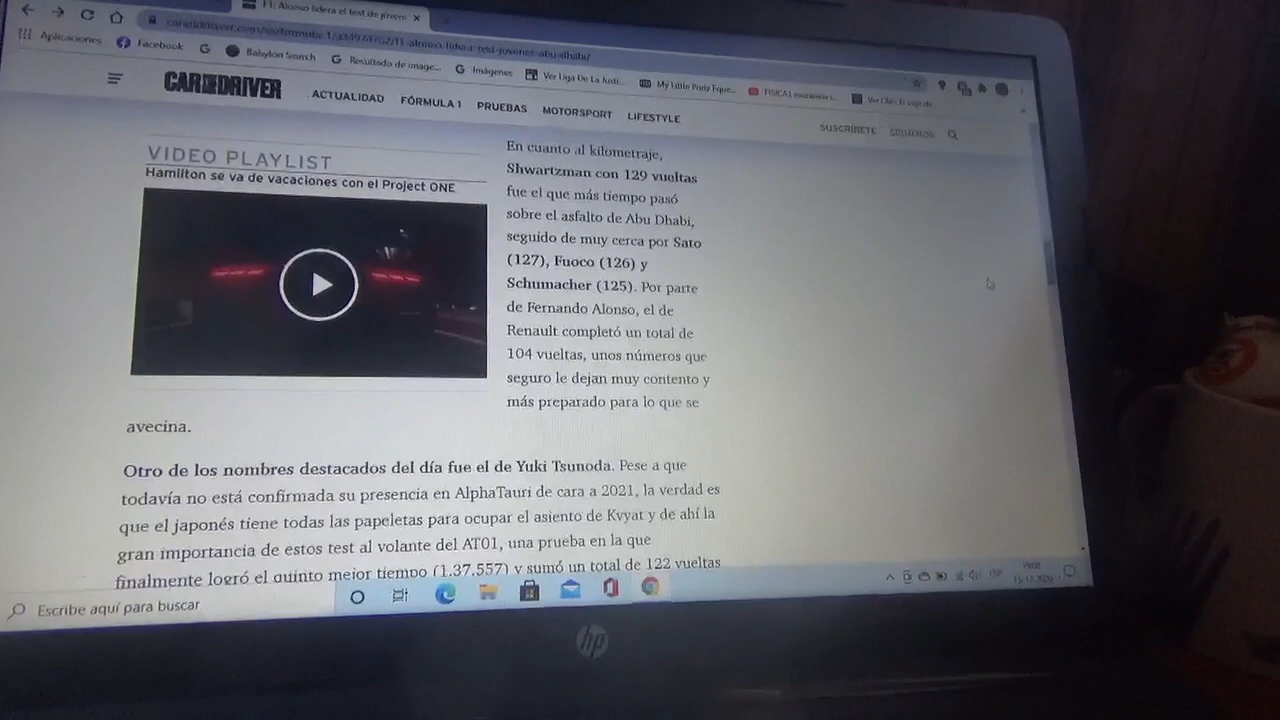 F1: Alonso lidera el test de jóvene
Aplicaciones
Facebook
Babylon Search
Resultado de image...
Imágenes
Ver Liga De La Justi...
My Little Pony Eque...
CAR AND DRIVER
ACTUALIDAD
FÓRMULA 1
PRUEBAS
MOTORSPORT
LIFESTYLE
SUSCRÍBETE
SÍGUENOS
VIDEO PLAYLIST
Hamilton se va de vacaciones con el Project ONE
En cuanto al kilometraje,
Shwartzman con 129 vueltas
fue el que más tiempo pasó
sobre el asfalto de Abu Dhabi,
seguido de muy cerca por Sato
(127), Fuoco (126) y
Schumacher (125). Por parte
de Fernando Alonso, el de
Renault completó un total de
104 vueltas, unos números que
seguro le dejan muy contento y
más preparado para lo que se
avecina.
Otro de los nombres destacados del día fue el de Yuki Tsunoda. Pese a que
todavía no está confirmada su presencia en AlphaTauri de cara a 2021, la verdad es
que el japonés tiene todas las papeletas para ocupar el asiento de Kvyat y de ahí la
gran importancia de estos test al volante del AT01, una prueba en la que
finalmente logró el quinto mejor tiempo (1.37.557) y sumó un total de 122 vueltas
Escribe aquí para buscar
ESP
hp